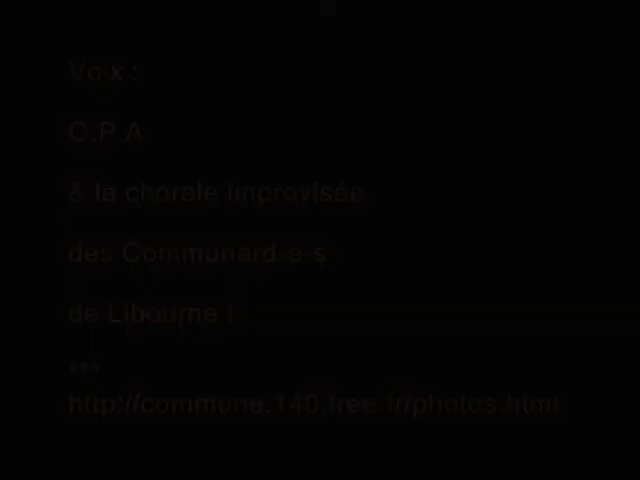 Voix :
C.P.A
& la chorale improvisée
des Communard-e-s
de Libourne !
***
http://commune.140.free.fr/photos.html